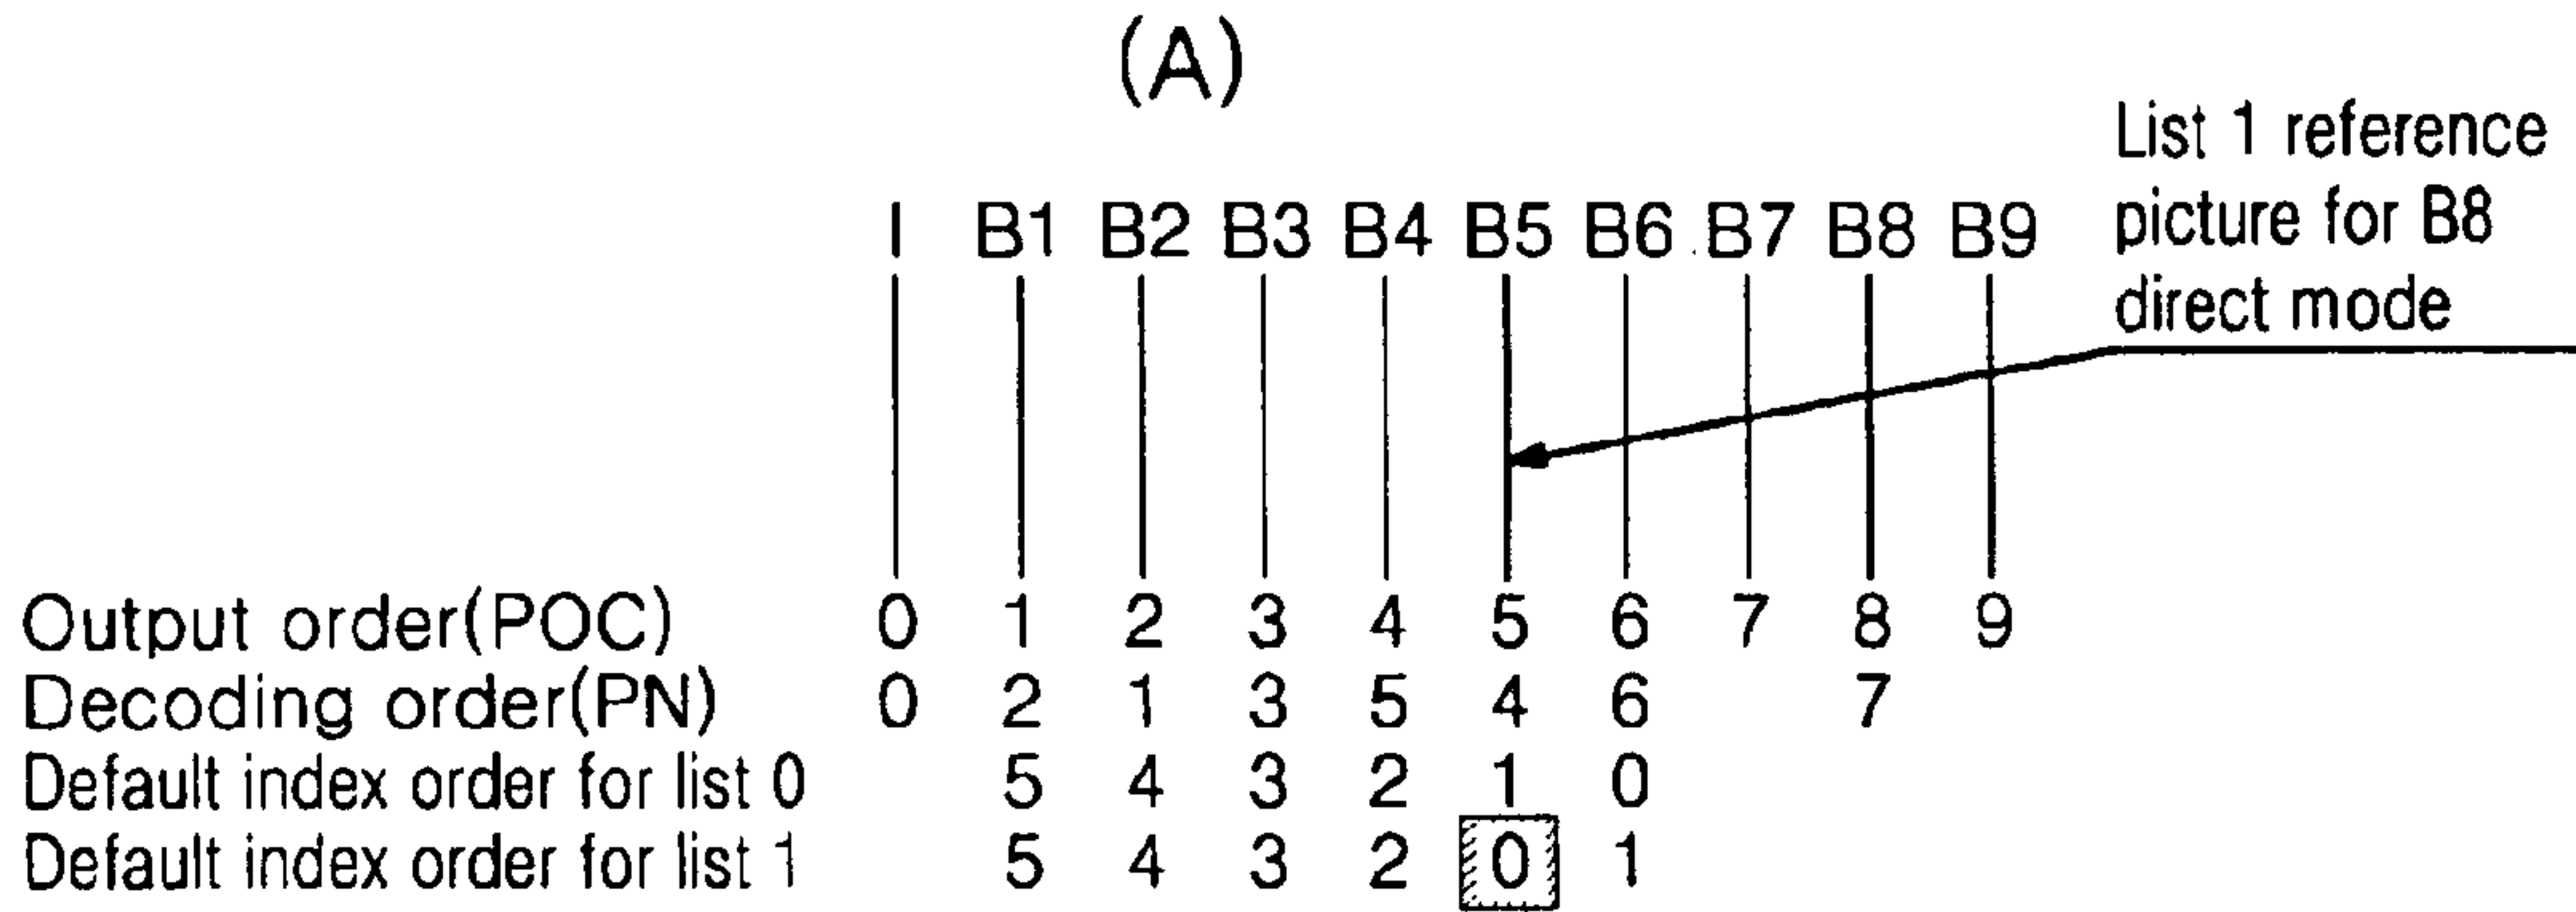 (A)
List 1 reference
picture for B8
direct mode
I B1 B2 B3 B4 B5 B6 B7 B8 B9
Output order(POC) 0 1 2 3 4 5 6 7 8 9
Decoding order(PN) 0 2 1 3 5 4 6 7
Default index order for list 0 5 4 3 2 1 0
Default index order for list 1 5 4 3 2 0 1